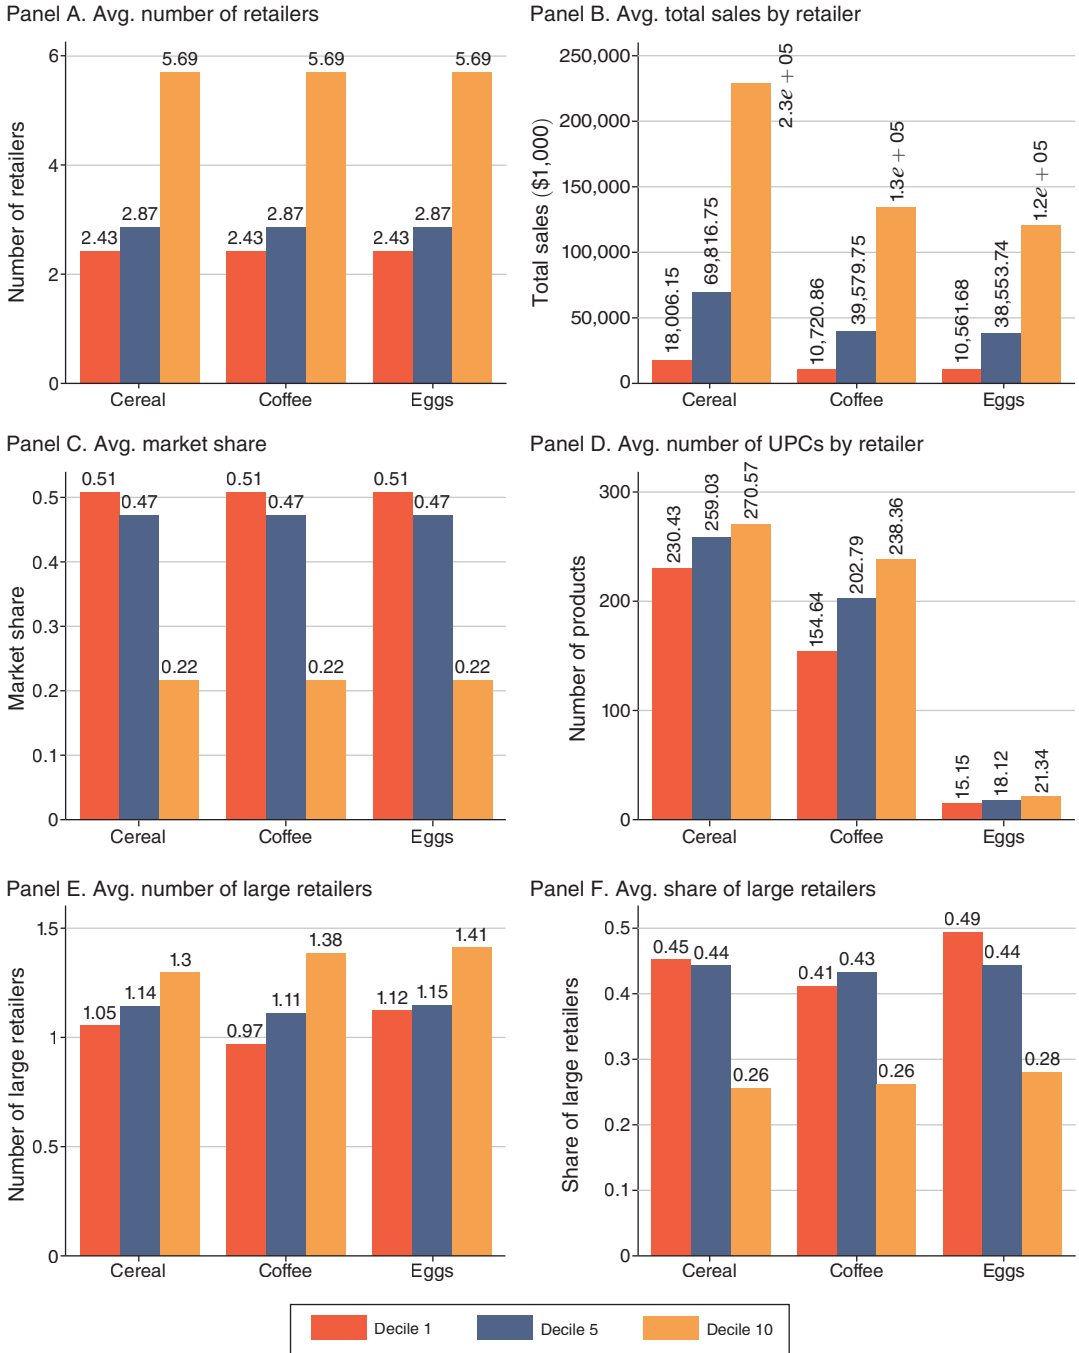 Panel A. Avg. number of retailers
Number of retailers
6
4
2
0
2.43
2.87
5.69
2.43
2.87
5.69
2.43
2.87
5.69
Cereal
Coffee
Eggs
Panel B. Avg. total sales by retailer
Total sales ($1,000)
250,000
200,000
150,000
100,000
50,000
0
18,006.15
69,816.75
2.3e + 05
10,720.86
39,579.75
1.3e + 05
10,561.68
38,553.74
1.2e + 05
Cereal
Coffee
Eggs
Panel C. Avg. market share
Market share
0.5
0.4
0.3
0.2
0.1
0
0.51
0.47
0.22
0.51
0.47
0.22
0.51
0.47
0.22
Cereal
Coffee
Eggs
Panel D. Avg. number of UPCs by retailer
Number of products
300
200
100
0
230.43
259.03
270.57
154.64
202.79
238.36
15.15
18.12
21.34
Cereal
Coffee
Eggs
Panel E. Avg. number of large retailers
Number of large retailers
1.5
1
0.5
0
1.05
1.14
1.3
0.97
1.11
1.38
1.12
1.15
1.41
Cereal
Coffee
Eggs
Panel F. Avg. share of large retailers
Share of large retailers
0.5
0.4
0.3
0.2
0.1
0
0.45
0.44
0.26
0.41
0.43
0.26
0.49
0.44
0.28
Cereal
Coffee
Eggs
Decile 1
Decile 5
Decile 10